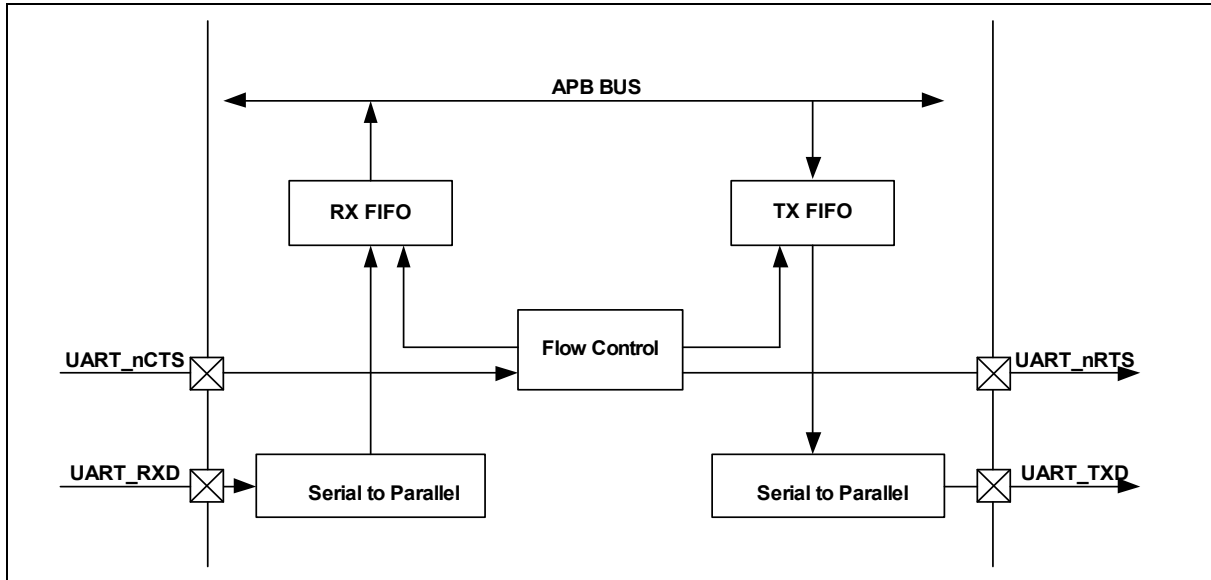 APB BUS
RX FIFO
TX FIFO
Flow Control
UART_nCTS
UART_nRTS
UART_RXD
Serial to Parallel
Serial to Parallel
UART_TXD